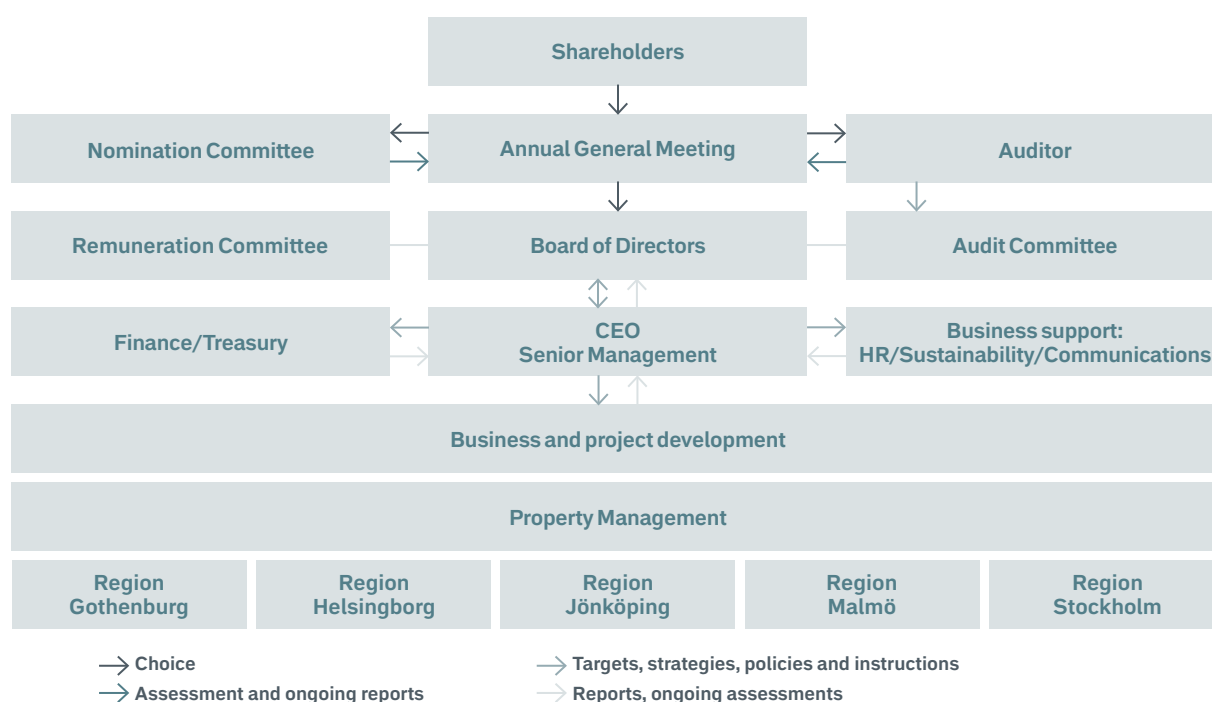 Shareholders
Nomination Committee
Annual General Meeting
Auditor
Remuneration Committee
Board of Directors
Audit Committee
Finance/Treasury
CEO
Senior Management
Business support:
HR/Sustainability/Communications
Business and project development
Property Management
Region
Gothenburg
Region
Helsingborg
Region
Jönköping
Region
Malmö
Region
Stockholm
Choice
Targets, strategies, policies and instructions
Assessment and ongoing reports
Reports, ongoing assessments